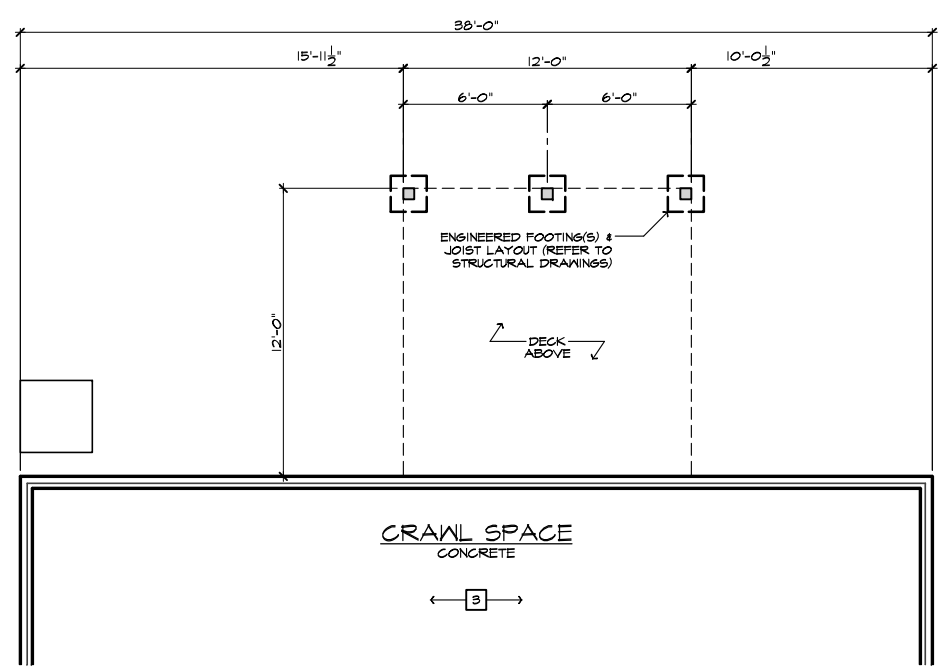 38'-0"
15'-11½"
12'-0"
10'-0½"
6'-0"
6'-0"
ENGINEERED FOOTING(S) &
JOIST LAYOUT (REFER TO
STRUCTURAL DRAWINGS)
12'-0"
DECK
ABOVE
CRAWL SPACE
CONCRETE
3